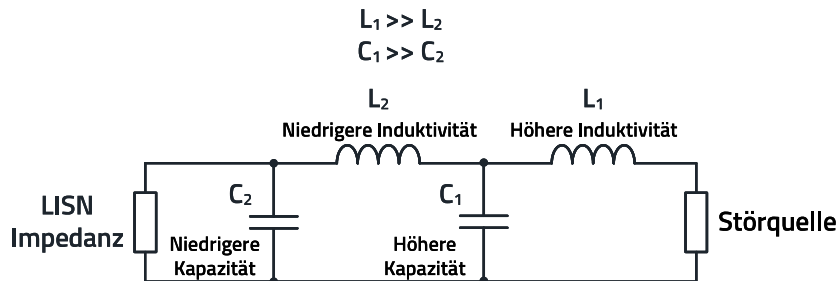 L₁ >> L₂
C₁ >> C₂
L₂
Niedrigere Induktivität
L₁
Höhere Induktivität
LISN
Impedanz
C₂
Niedrigere
Kapazität
C₁
Höhere
Kapazität
Störquelle